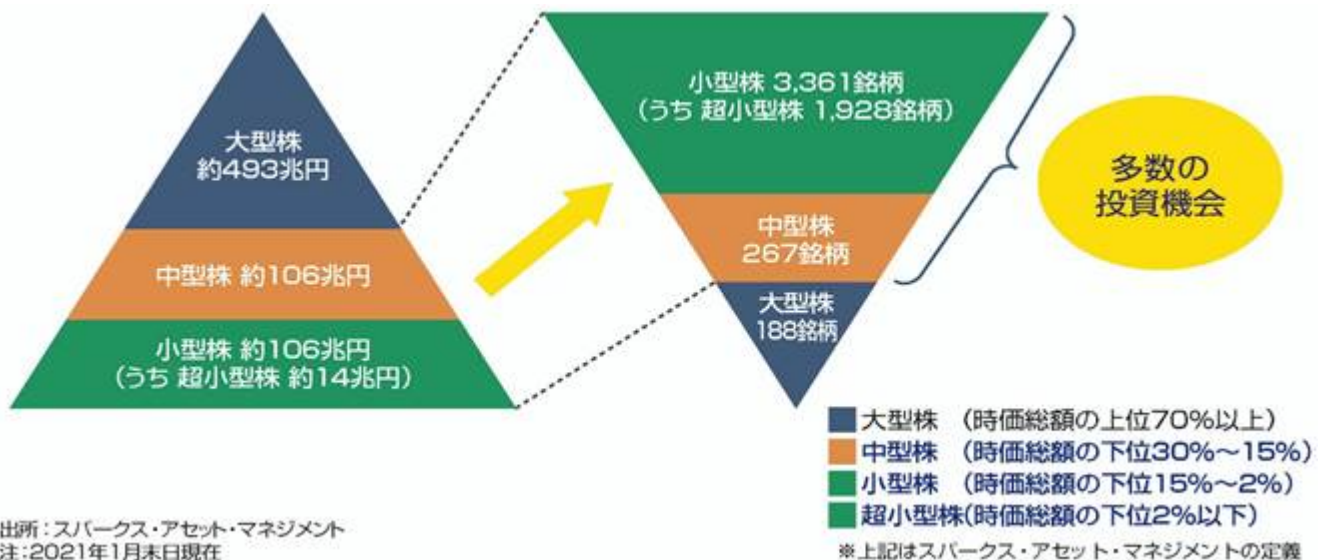 大型株
約493兆円
中型株 約106兆円
小型株 約106兆円
(うち 超小型株 約14兆円)
小型株 3,361銘柄
(うち 超小型株 1,928銘柄)
中型株
267銘柄
大型株
188銘柄
多数の
投資機会
大型株 (時価総額の上位70%以上)
中型株 (時価総額の下位30%～15%)
小型株 (時価総額の下位15%～2%)
超小型株(時価総額の下位2%以下)
※上記はスパークス・アセット・マネジメントの定義
出所：スパークス・アセット・マネジメント
注：2021年1月末日現在